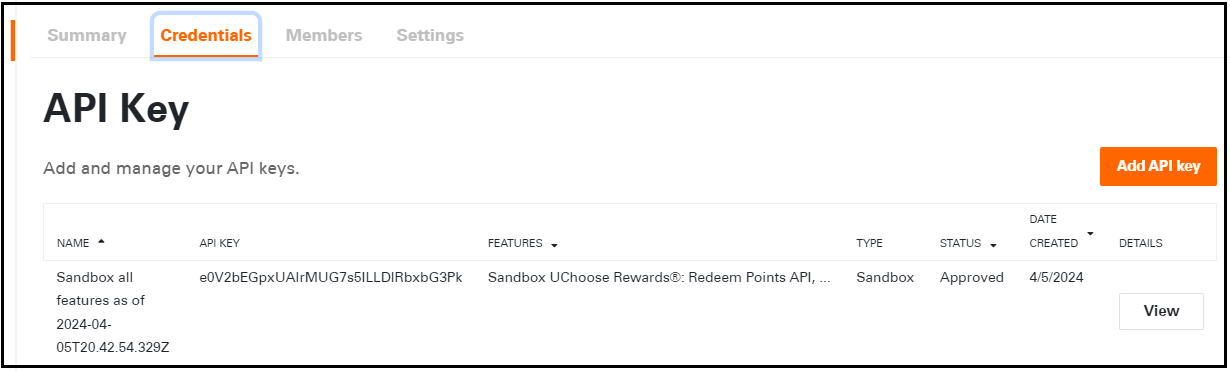 Summary Credentials Members Settings
API Key
Add and manage your API keys.
Add API key
NAME API KEY FEATURES TYPE STATUS DATE CREATED DETAILS
Sandbox all e0V2bEGpxUAIrMUG7s5ILLDIRbxbG3Pk Sandbox UChoose Rewards®: Redeem Points API, ... Sandbox Approved 4/5/2024
features as of
View
2024-04-
05T20.42.54.329Z